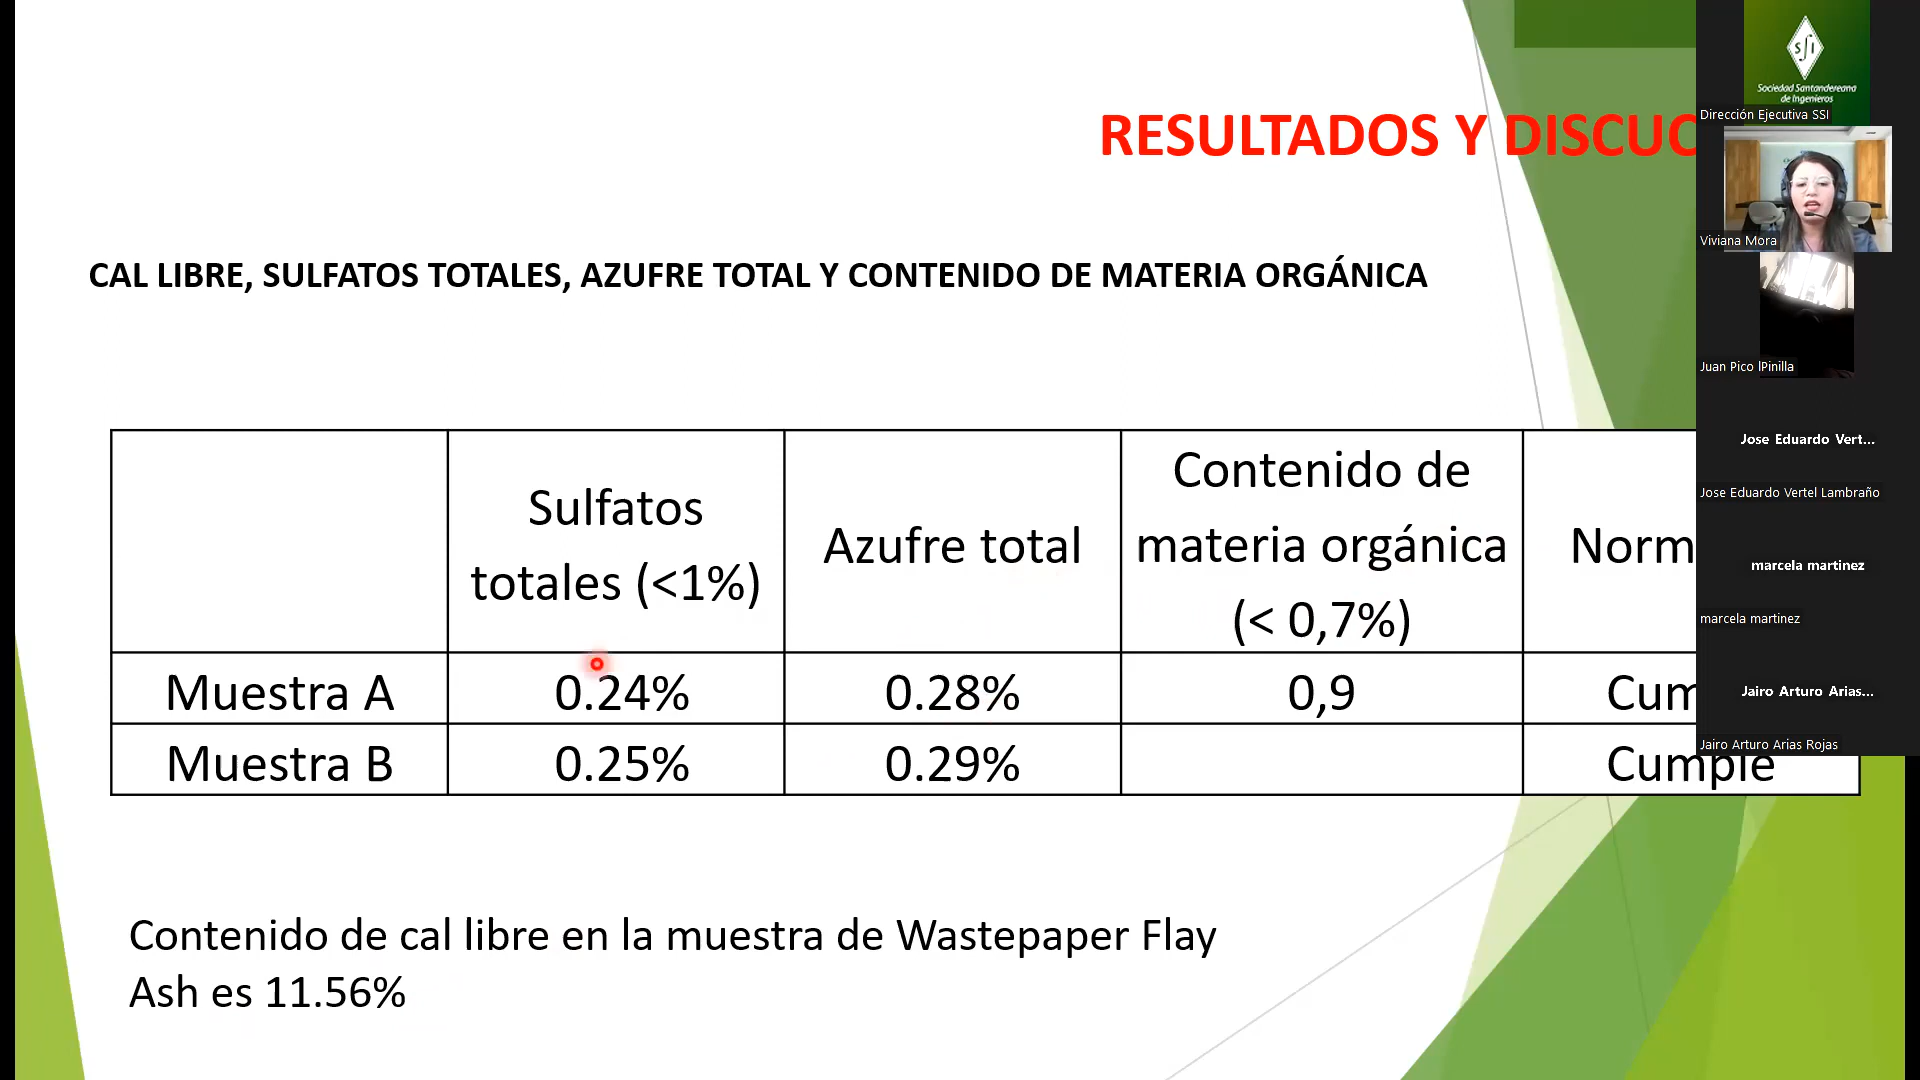 RESULTADOS Y DISCUC
CAL LIBRE, SULFATOS TOTALES, AZUFRE TOTAL Y CONTENIDO DE MATERIA ORGÁNICA
Sulfatos
totales (<1%)
Azufre total
Contenido de
materia orgánica
(< 0,7%)
Norm
Muestra A
0.24%
0.28%
0,9
Cum
Muestra B
0.25%
0.29%
Cumple
Contenido de cal libre en la muestra de Wastepaper Flay
Ash es 11.56%
SSI
Sociedad Santandereana
de Ingenieros
Dirección Ejecutiva SSI
Viviana Mora
Juan Pico lPinilla
Jose Eduardo Vert...
Jose Eduardo Vertel Lambraño
marcela martinez
marcela martinez
Jairo Arturo Arias...
Jairo Arturo Arias Rojas